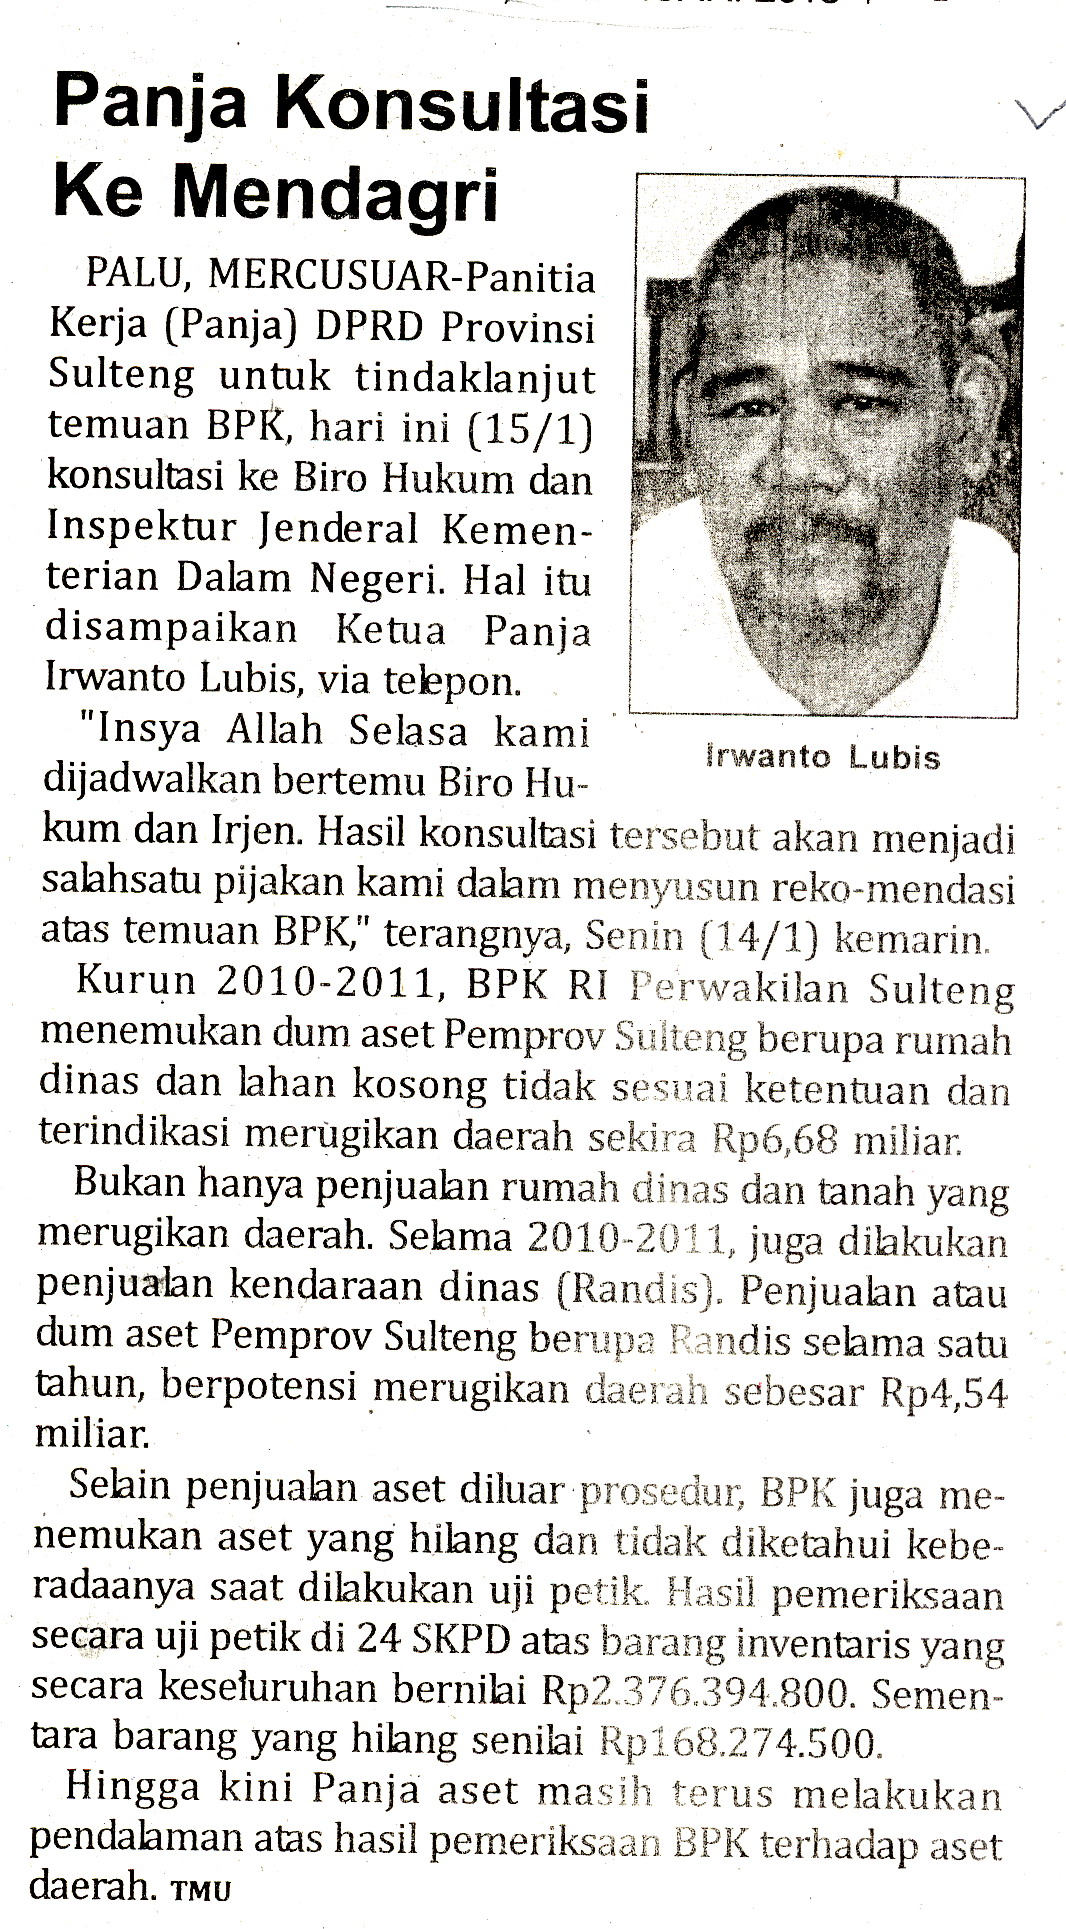 Panja Konsultasi
Ke Mendagri
PALU, MERCUSUAR-Panitia
Kerja (Panja) DPRD Provinsi
Sulteng untuk tindaklanjut
temuan BPK, hari ini (15/1)
konsultasi ke Biro Hukum dan
Inspektur Jenderal Kemen-
terian Dalam Negeri. Hal itu
disampaikan Ketua Panja
Irwanto Lubis, via telepon.
"Insya Allah Selasa kami
dijadwalkan bertemu Biro Hu-
Irwanto Lubis
kum dan Irjen. Hasil konsultasi tersebut akan menjadi
salahsatu pijakan kami dalam menyusun reko-mendasi
atas temuan BPK," terangnya, Senin (14/1) kemarin.
Kurun 2010-2011, BPK RI Perwakilan Sulteng
menemukan dum aset Pemprov Sulteng berupa rumah
dinas dan lahan kosong tidak sesuai ketentuan dan
terindikasi merugikan daerah sekira Rp6,68 miliar.
Bukan hanya penjualan rumah dinas dan tanah yang
merugikan daerah. Selama 2010-2011, juga dilakukan
penjualan kendaraan dinas (Randis). Penjualan atau
dum aset Pemprov Sulteng berupa Randis selama satu
tahun, berpotensi merugikan daerah sebesar Rp4,54
miliar.
Selain penjualan aset diluar prosedur, BPK juga me-
nemukan aset yang hilang dan tidak diketahui kebe-
radaanya saat dilakukan uji petik. Hasil pemeriksaan
secara uji petik di 24 SKPD atas barang inventaris yang
secara keseluruhan bernilai Rp2.376.394.800. Semen-
tara barang yang hilang senilai Rp168.274.500.
Hingga kini Panja aset masih terus melakukan
pendalaman atas hasil pemeriksaan BPK terhadap aset
daerah. TMU